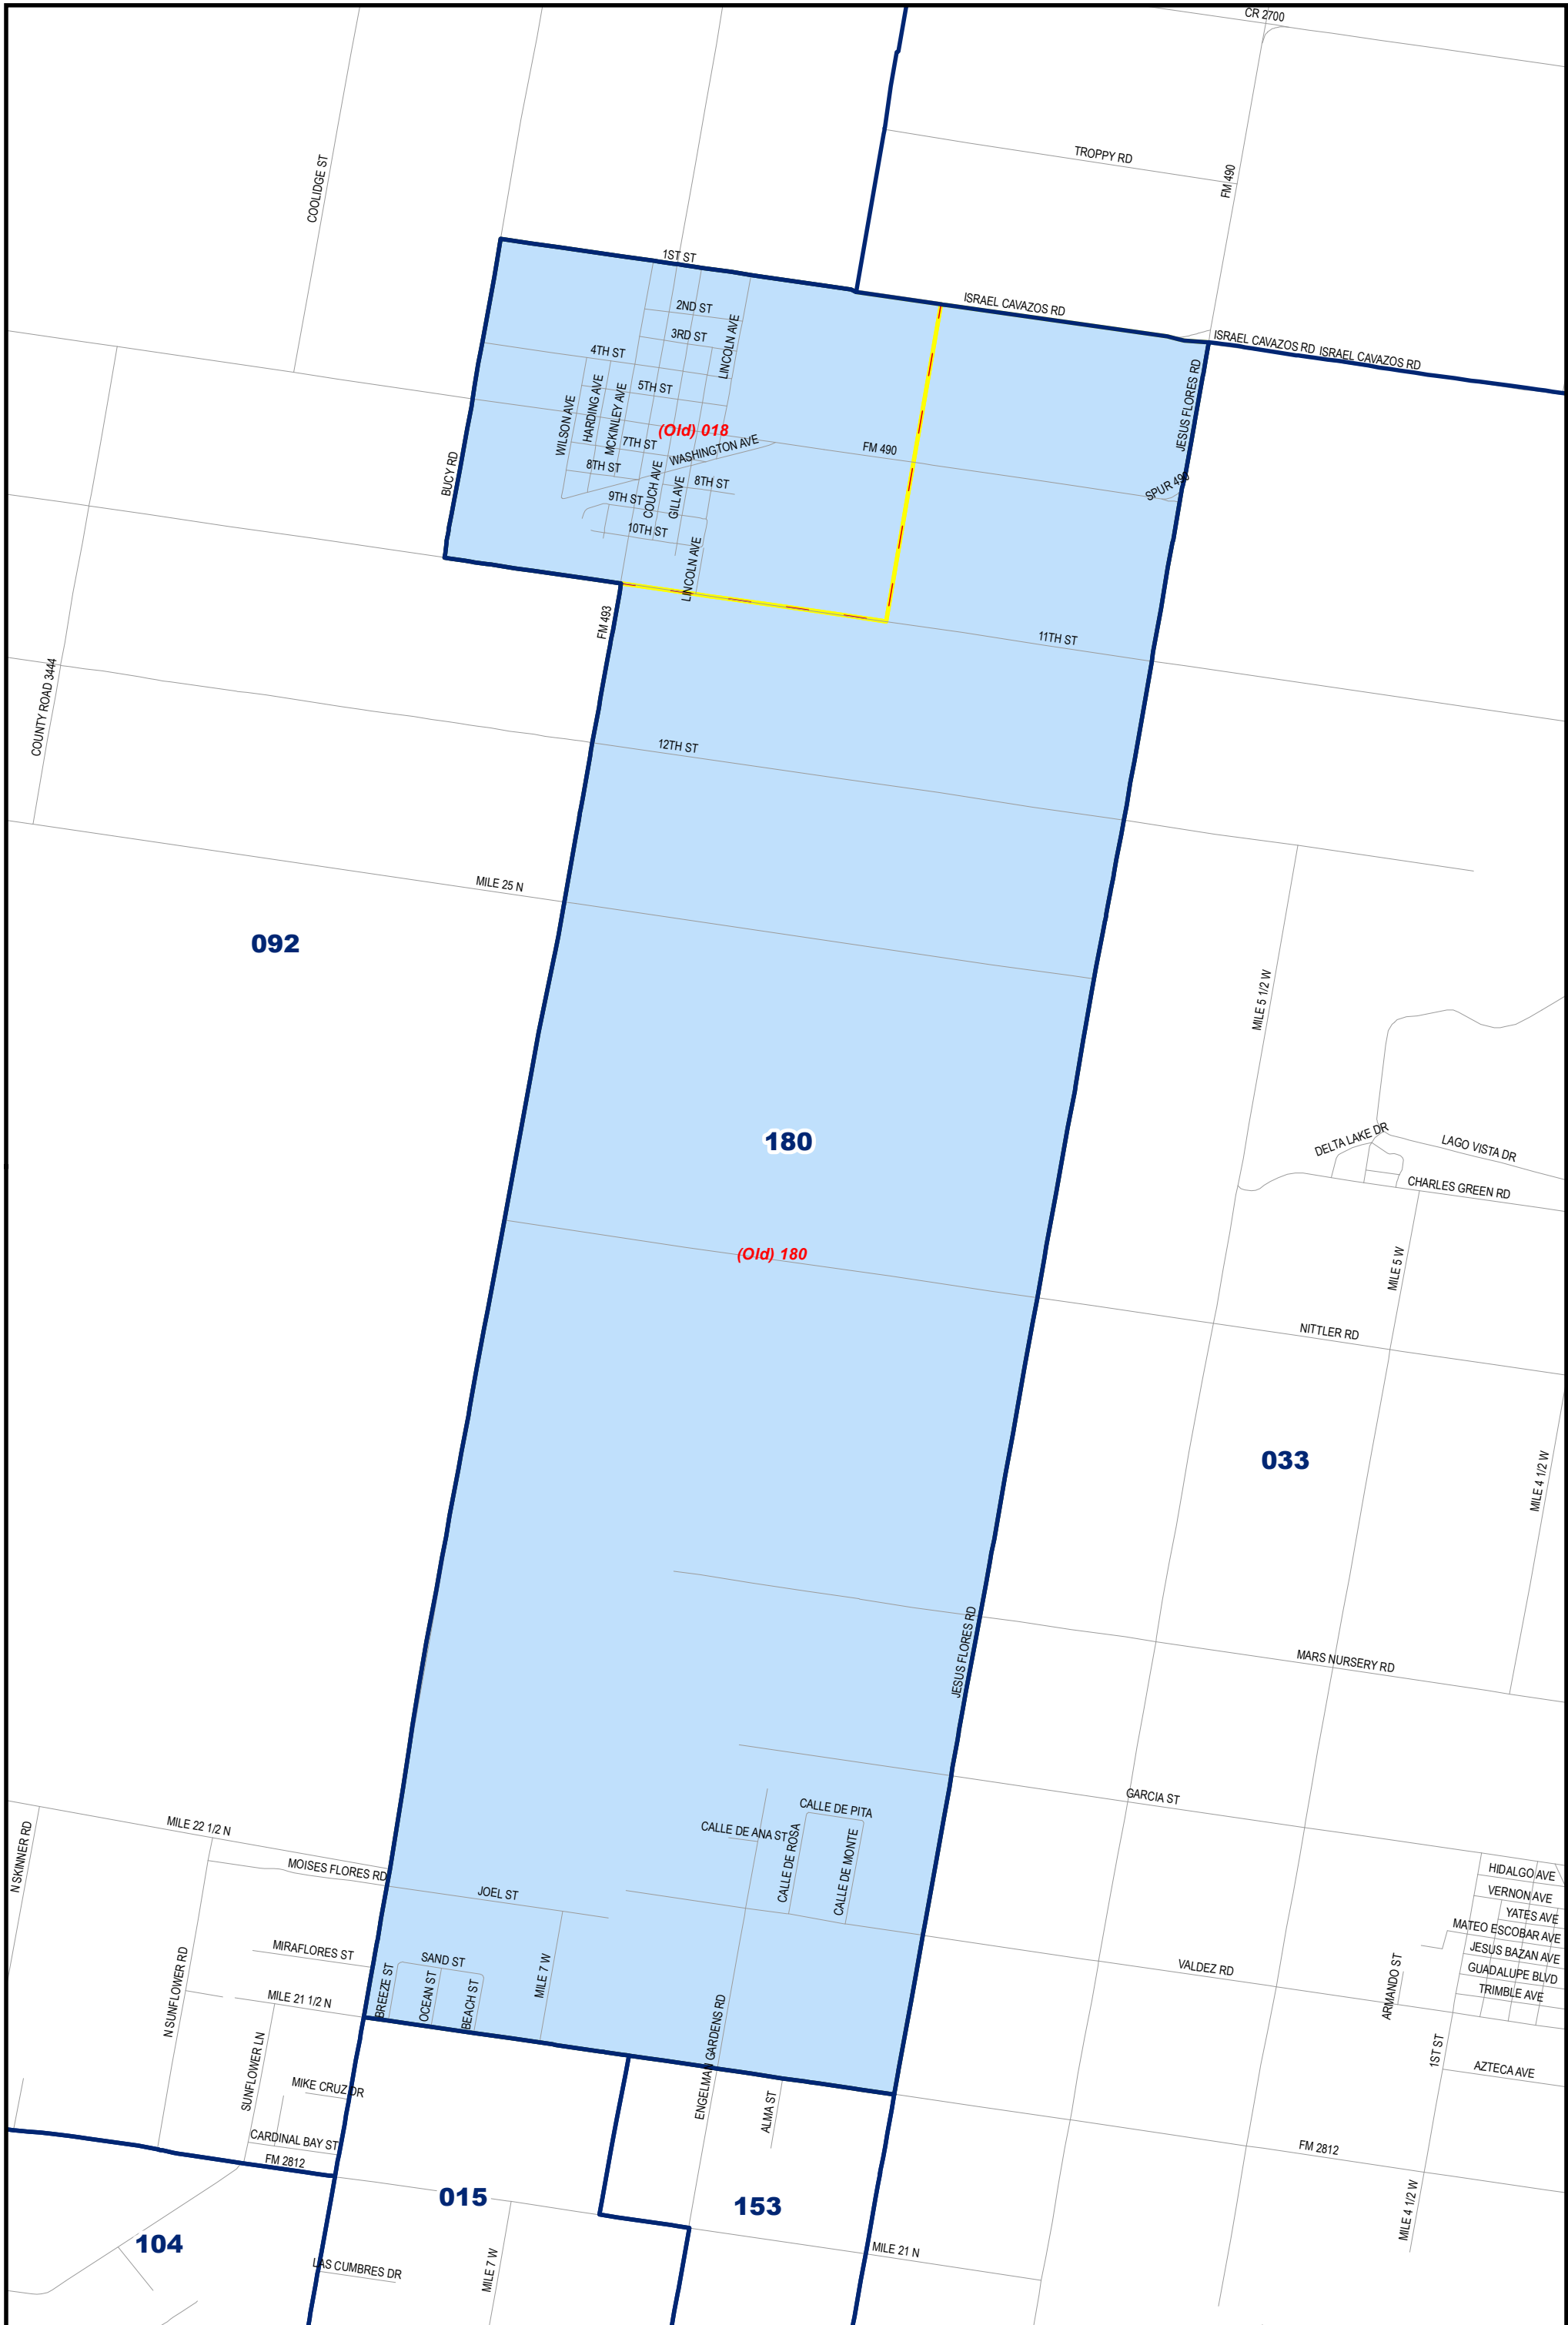 CR 2700
TROPPY RD
COOLIDGE ST
FM 490
1ST ST
ISRAEL CAVAZOS RD
2ND ST
ISRAEL CAVAZOS RD
ISRAEL CAVAZOS RD
3RD ST
LINCOLN AVE
4TH ST
JESUS FLORES RD
5TH ST
HARDING AVE
MCKINLEY AVE
WILSON AVE
(Old) 018
7TH ST
WASHINGTON AVE
FM 490
8TH ST
BUCY RD
COUCH AVE
GILL AVE
8TH ST
SPUR 490
9TH ST
10TH ST
LINCOLN AVE
FM 493
11TH ST
COUNTY ROAD 3444
12TH ST
MILE 25 N
092
MILE 5 1/2 W
180
DELTA LAKE DR
LAGO VISTA DR
CHARLES GREEN RD
(Old) 180
MILE 5 W
NITTLER RD
033
MILE 4 1/2 W
JESUS FLORES RD
MARS NURSERY RD
GARCIA ST
CALLE DE PITA
MILE 22 1/2 N
CALLE DE ANA ST
CALLE DE ROSA
CALLE DE MONTE
N SKINNER RD
MOISES FLORES RD
HIDALGO AVE
JOEL ST
VERNON AVE
YATES AVE
MATEO ESCOBAR AVE
MIRAFLORES ST
SAND ST
JESUS BAZAN AVE
VALDEZ RD
GUADALUPE BLVD
N SUNFLOWER RD
BREEZE ST
OCEAN ST
BEACH ST
MILE 7 W
ARMANDO ST
TRIMBLE AVE
MILE 21 1/2 N
ENGELMAN GARDENS RD
1ST ST
AZTECA AVE
SUNFLOWER LN
MIKE CRUZ DR
ALMA ST
CARDINAL BAY ST
FM 2812
FM 2812
015
153
MILE 4 1/2 W
104
MILE 21 N
LAS CUMBRES DR
MILE 7 W